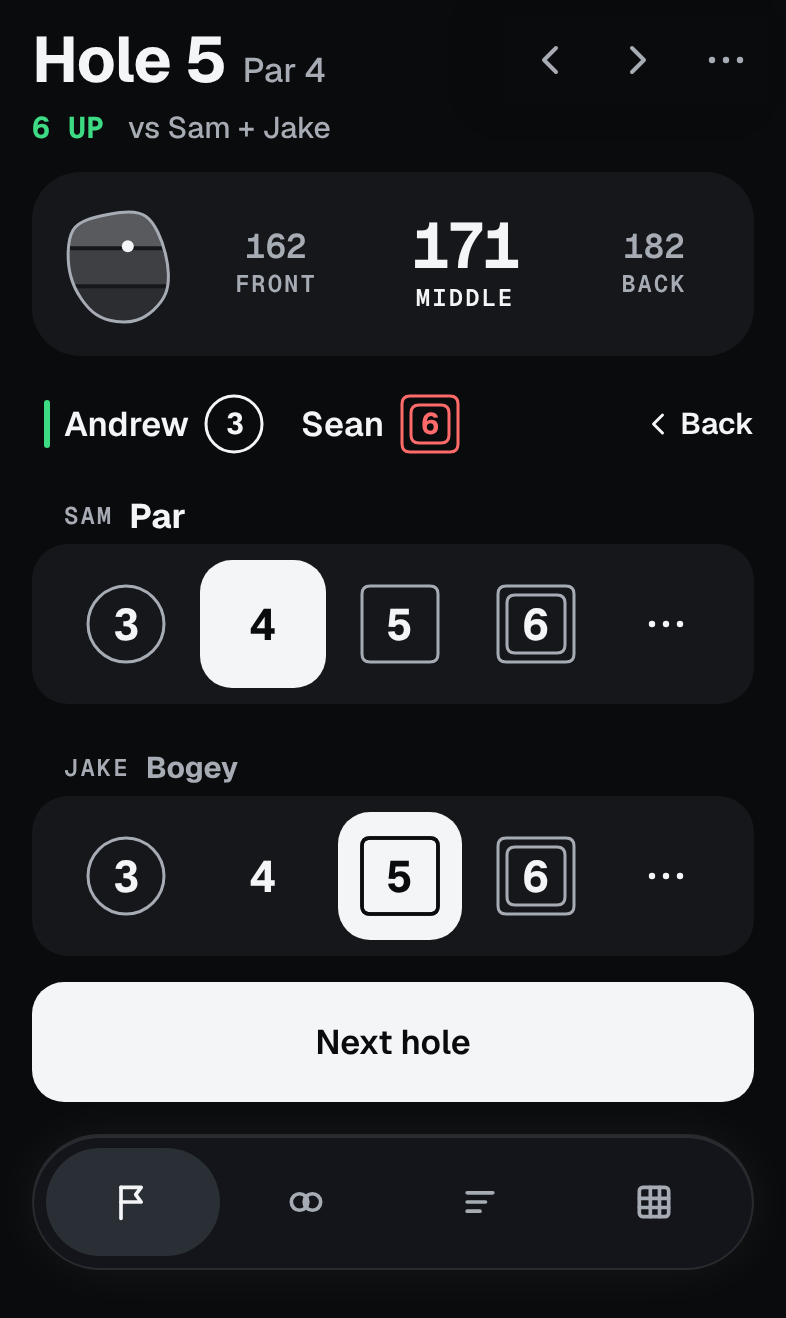 Hole 5 Par 4
6 UP vs Sam + Jake
162 171 182
FRONT MIDDLE BACK
Andrew 3 Sean 6 Back
SAM Par
3 4 5 6
JAKE Bogey
3 4 5 6
Next hole